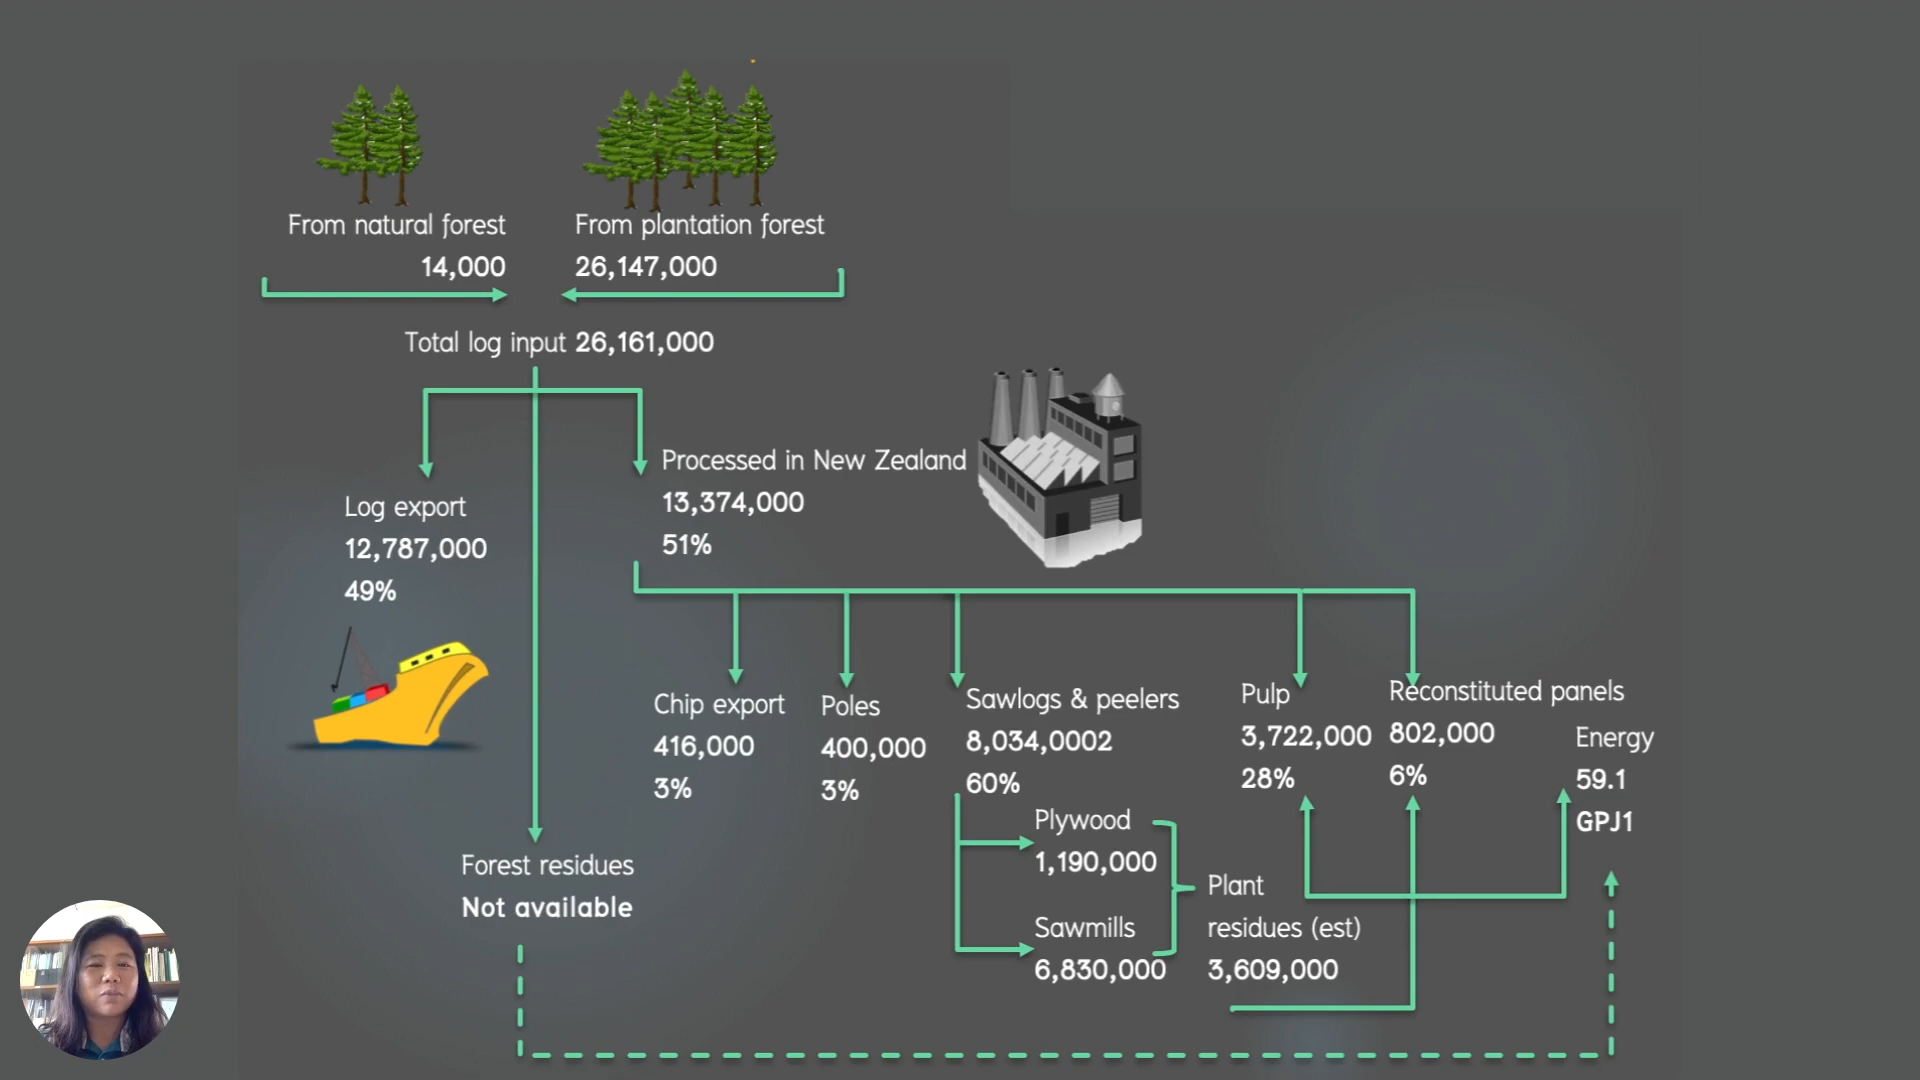 From natural forest
14,000
From plantation forest
26,147,000
Total log input 26,161,000
Log export
12,787,000
49%
Processed in New Zealand
13,374,000
51%
Chip export
416,000
3%
Poles
400,000
3%
Sawlogs & peelers
8,034,0002
60%
Pulp
3,722,000
28%
Reconstituted panels
802,000
6%
Energy
59.1
GPJ1
Plywood
1,190,000
Sawmills
6,830,000
Plant
residues (est)
3,609,000
Forest residues
Not available